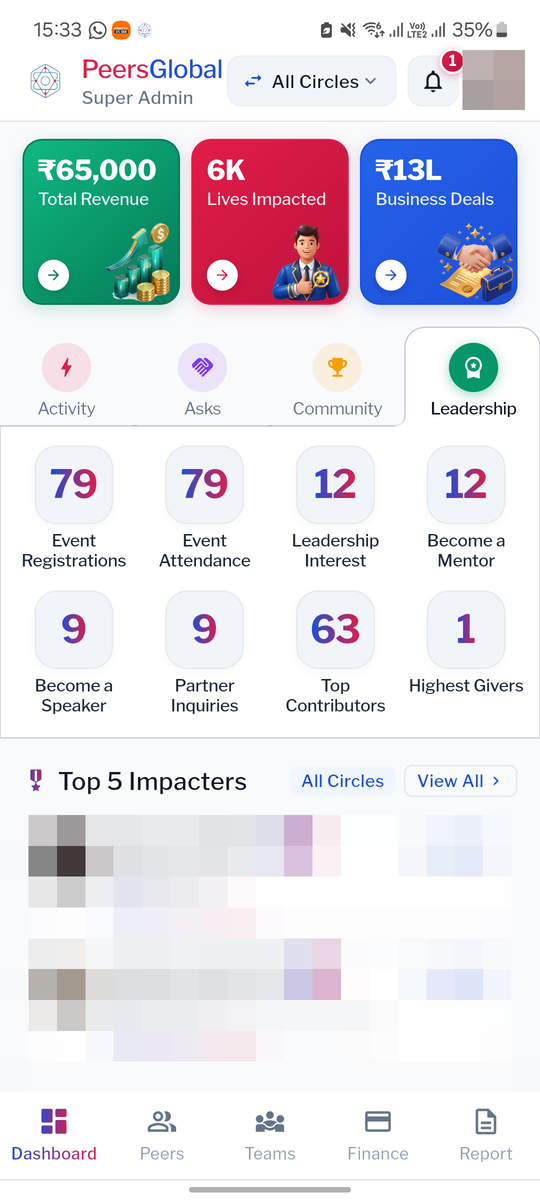 15:33
Vo))
LTE2
35%
PeersGlobal
Super Admin
All Circles
1
₹65,000
Total Revenue
6K
Lives Impacted
₹13L
Business Deals
Activity
Asks
Community
Leadership
79
79
12
12
Event
Registrations
Event
Attendance
Leadership
Interest
Become a
Mentor
9
9
63
1
Become a
Speaker
Partner
Inquiries
Top
Contributors
Highest Givers
Top 5 Impacters
All Circles
View All
Dashboard
Peers
Teams
Finance
Report